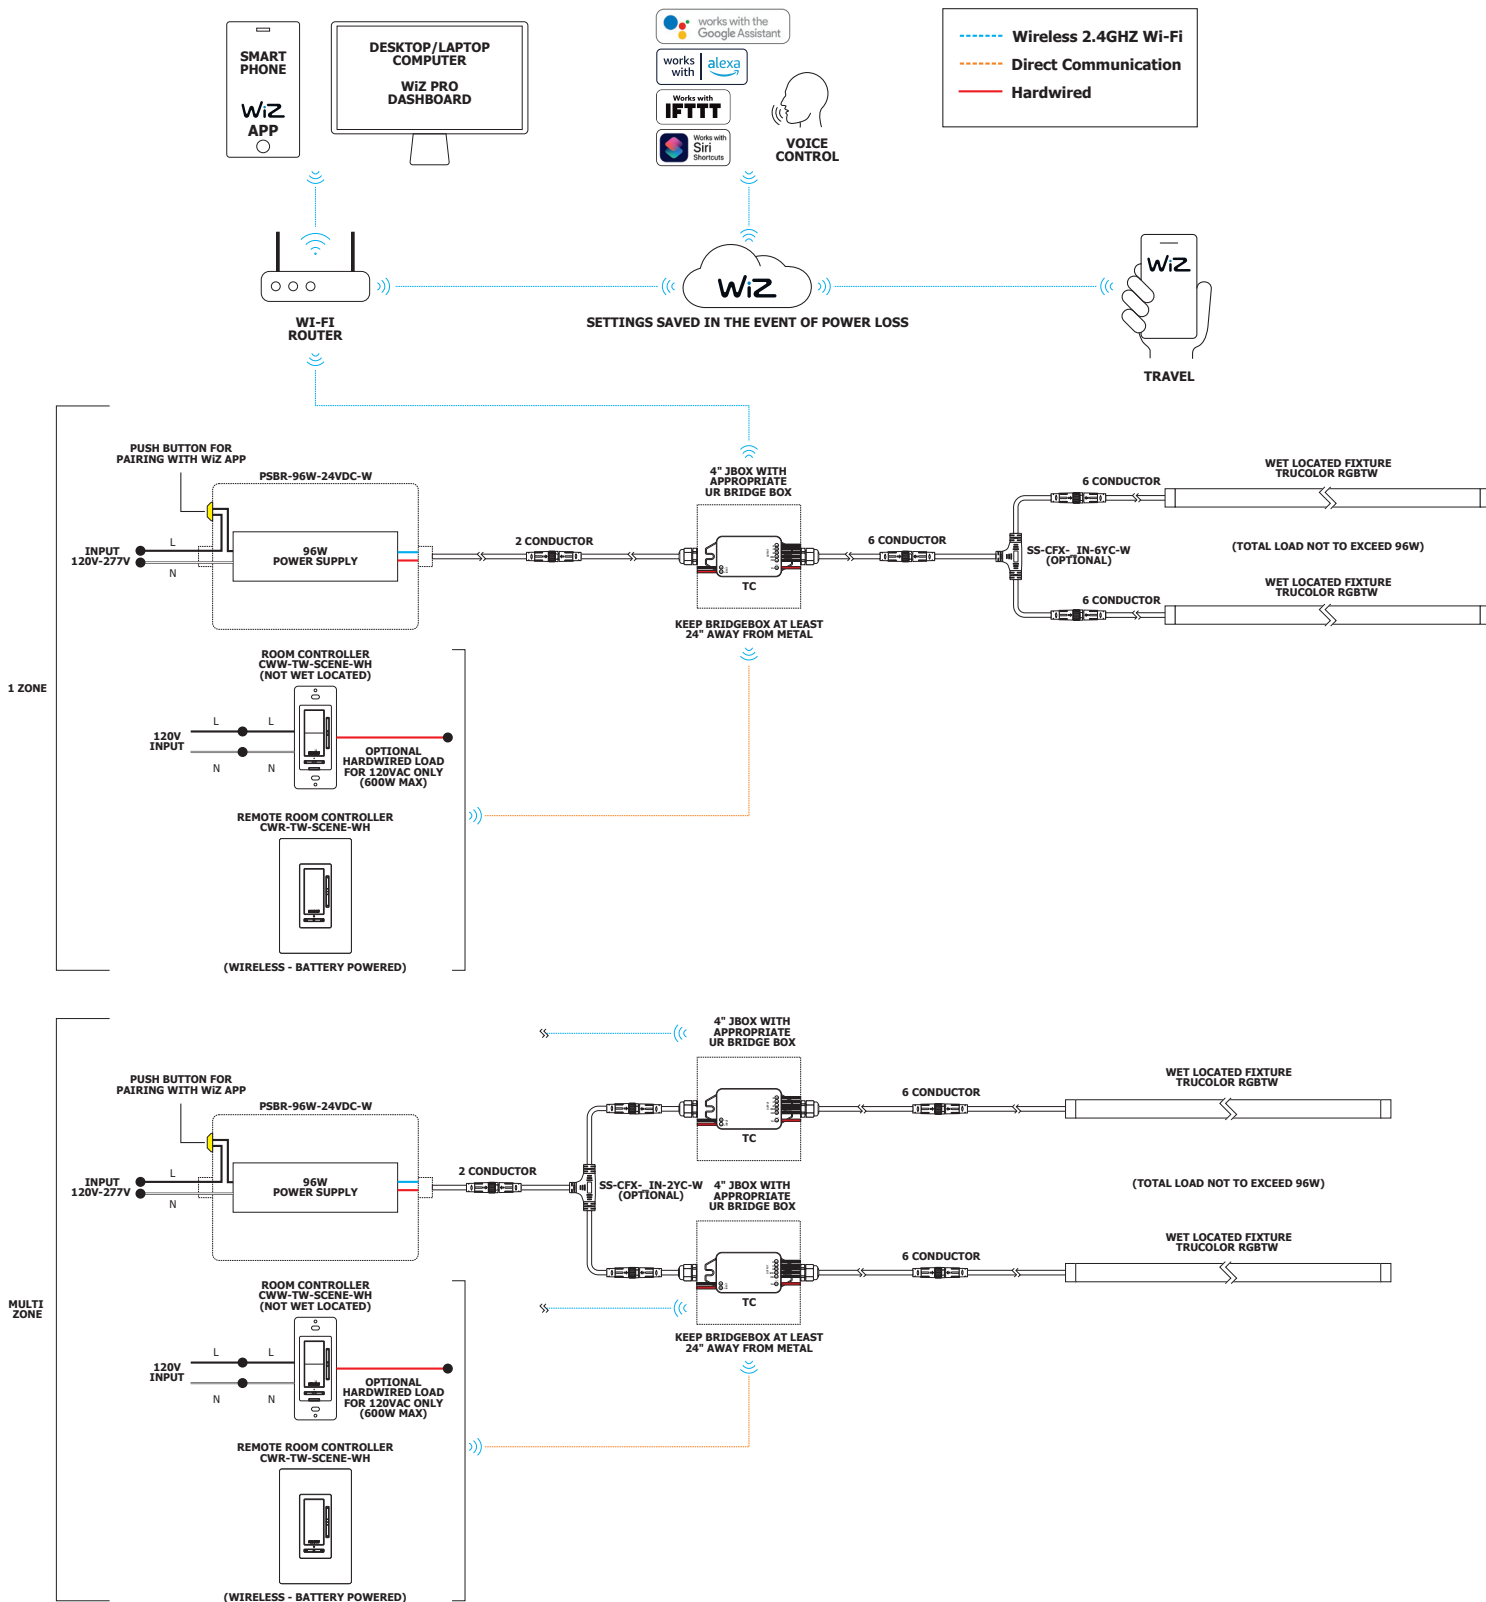 SMART
PHONE
WiZ
APP
DESKTOP/LAPTOP
COMPUTER
WiZ PRO
DASHBOARD
works with the
Google Assistant
works
with
alexa
Works with
IFTTT
Works with
Siri
Shortcuts
VOICE
CONTROL
Wireless 2.4GHZ Wi-Fi
Direct Communication
Hardwired
WI-FI
ROUTER
WiZ
SETTINGS SAVED IN THE EVENT OF POWER LOSS
WiZ
TRAVEL
1 ZONE
PUSH BUTTON FOR
PAIRING WITH WiZ APP
PSBR-96W-24VDC-W
INPUT
120V-277V
L
N
96W
POWER SUPPLY
2 CONDUCTOR
4" JBOX WITH
APPROPRIATE
UR BRIDGE BOX
TC
KEEP BRIDGEBOX AT LEAST
24" AWAY FROM METAL
6 CONDUCTOR
SS-CFX-_IN-6YC-W
(OPTIONAL)
6 CONDUCTOR
6 CONDUCTOR
WET LOCATED FIXTURE
TRUCOLOR RGBTW
(TOTAL LOAD NOT TO EXCEED 96W)
WET LOCATED FIXTURE
TRUCOLOR RGBTW
ROOM CONTROLLER
CWW-TW-SCENE-WH
(NOT WET LOCATED)
120V
INPUT
L L
N N
OPTIONAL
HARDWIRED LOAD
FOR 120VAC ONLY
(600W MAX)
REMOTE ROOM CONTROLLER
CWR-TW-SCENE-WH
(WIRELESS - BATTERY POWERED)
MULTI
ZONE
PUSH BUTTON FOR
PAIRING WITH WiZ APP
PSBR-96W-24VDC-W
INPUT
120V-277V
L
N
96W
POWER SUPPLY
2 CONDUCTOR
SS-CFX-_IN-2YC-W
(OPTIONAL)
4" JBOX WITH
APPROPRIATE
UR BRIDGE BOX
TC
4" JBOX WITH
APPROPRIATE
UR BRIDGE BOX
TC
KEEP BRIDGEBOX AT LEAST
24" AWAY FROM METAL
6 CONDUCTOR
WET LOCATED FIXTURE
TRUCOLOR RGBTW
(TOTAL LOAD NOT TO EXCEED 96W)
6 CONDUCTOR
WET LOCATED FIXTURE
TRUCOLOR RGBTW
ROOM CONTROLLER
CWW-TW-SCENE-WH
(NOT WET LOCATED)
120V
INPUT
L L
N N
OPTIONAL
HARDWIRED LOAD
FOR 120VAC ONLY
(600W MAX)
REMOTE ROOM CONTROLLER
CWR-TW-SCENE-WH
(WIRELESS - BATTERY POWERED)